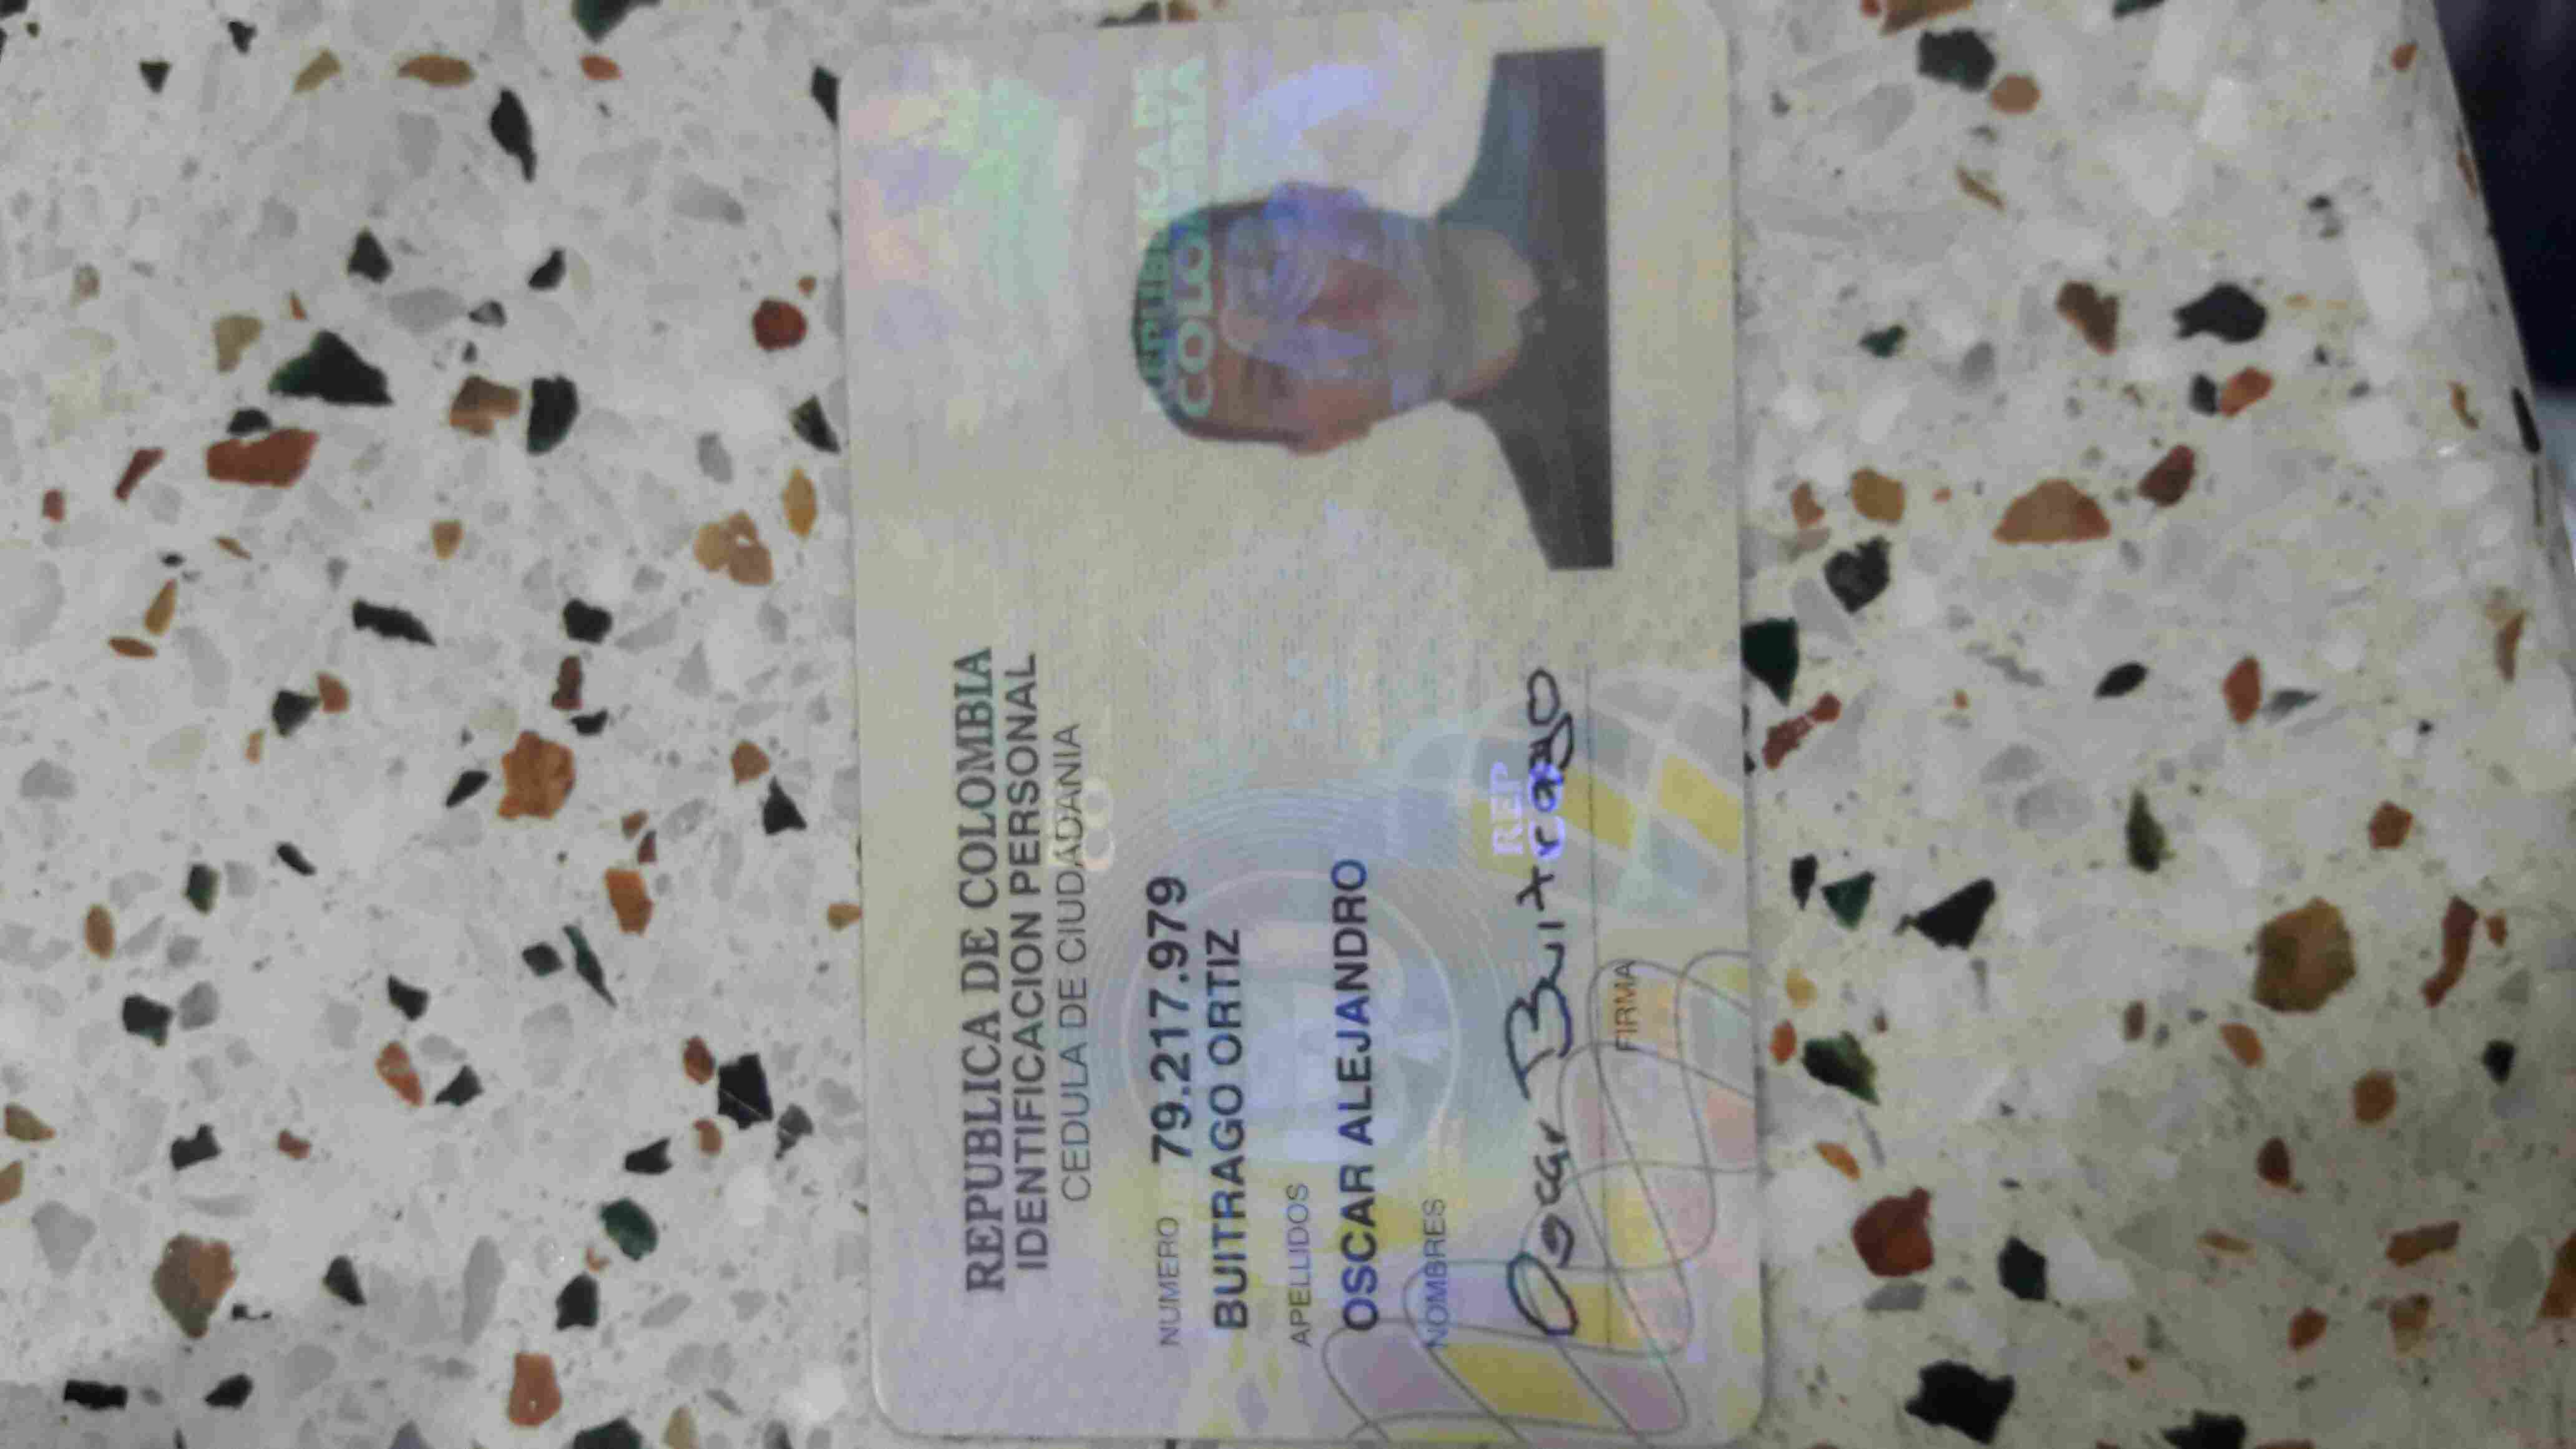 REPUBLICA DE COLOMBIA
IDENTIFICACION PERSONAL
CEDULA DE CIUDADANIA
NUMERO 79.217.979
BUITRAGO ORTIZ
APELLIDOS
OSCAR ALEJANDRO
NOMBRES
Oscar Buitrago
FIRMA
COLO
REP
CO